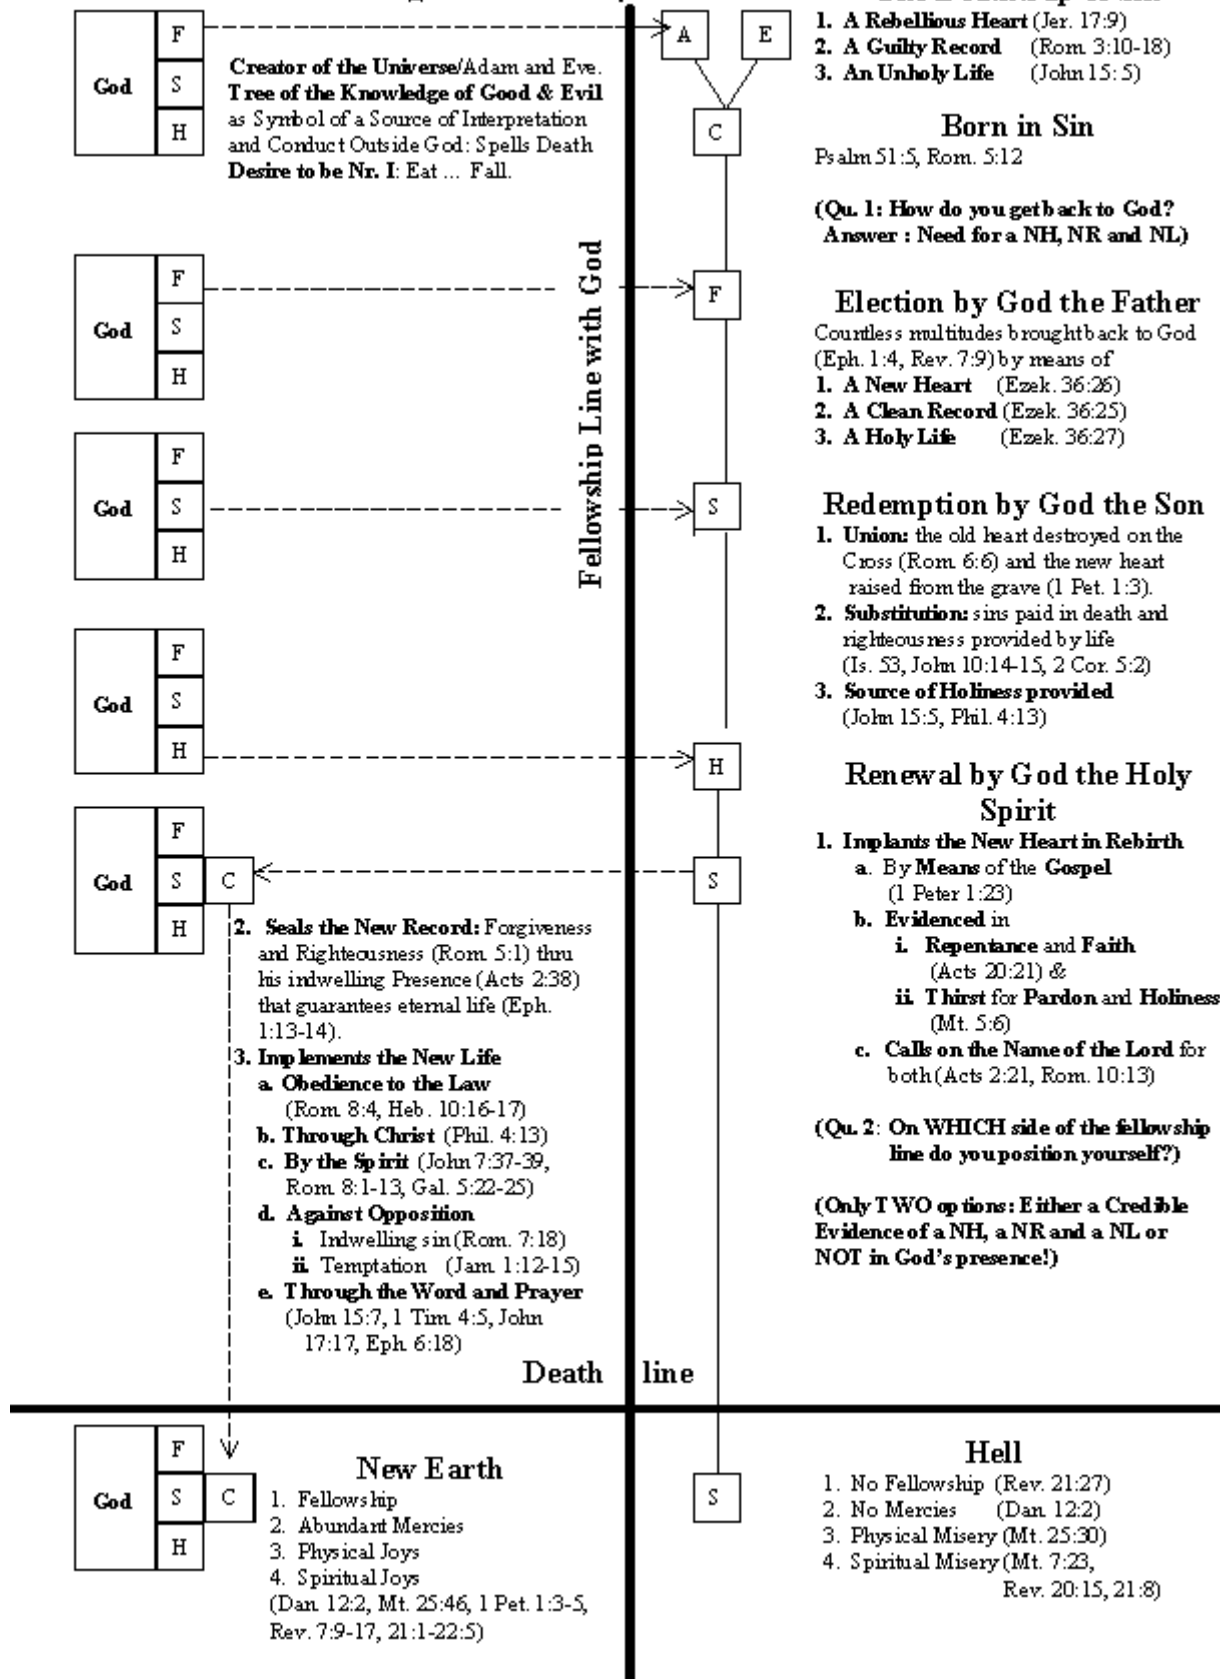 F
S
H
God
A
E
C
Creator of the Universe/Adam and Eve.
Tree of the Knowledge of Good & Evil
as Symbol of a Source of Interpretation
and Conduct Outside God: Spells Death
Desire to be Nr. I: Eat ... Fall.
1. A Rebellious Heart (Jer. 17:9)
2. A Guilty Record (Rom. 3:10-18)
3. An Unholy Life (John 15: 5)
Born in Sin
Psalm 51:5, Rom. 5:12
(Qu. 1: How do you get back to God?
Answer : Need for a NH, NR and NL)
Fellowship Line with God
God
F
S
H
F
Election by God the Father
Countless multitudes brought back to God
(Eph. 1:4, Rev. 7:9) by means of
1. A New Heart (Ezek. 36:26)
2. A Clean Record (Ezek. 36:25)
3. A Holy Life (Ezek. 36:27)
God
F
S
H
S
Redemption by God the Son
1. Union: the old heart destroyed on the
Cross (Rom. 6:6) and the new heart
raised from the grave (1 Pet. 1:3).
2. Substitution: sins paid in death and
righteousness provided by life
(Is. 53, John 10:14-15, 2 Cor. 5:2)
3. Source of Holiness provided
(John 15:5, Phil. 4:13)
God
F
S
H
H
Renewal by God the Holy
Spirit
1. Implants the New Heart in Rebirth
a. By Means of the Gospel
(1 Peter 1:23)
b. Evidenced in
i. Repentance and Faith
(Acts 20:21) &
ii. Thirst for Pardon and Holiness
(Mt. 5:6)
c. Calls on the Name of the Lord for
both (Acts 2:21, Rom. 10:13)
(Qu. 2: On WHICH side of the fellowship
line do you position yourself?)
(Only TWO options: Either a Credible
Evidence of a NH, a NR and a NL or
NOT in God's presence!)
God
F
S
H
C
S
2. Seals the New Record: Forgiveness
and Righteousness (Rom. 5:1) thru
his indwelling Presence (Acts 2:38)
that guarantees eternal life (Eph.
1:13-14).
3. Implements the New Life
a. Obedience to the Law
(Rom. 8:4, Heb. 10:16-17)
b. Through Christ (Phil. 4:13)
c. By the Spirit (John 7:37-39,
Rom. 8:1-13, Gal. 5:22-25)
d. Against Opposition
i. Indwelling sin (Rom. 7:18)
ii. Temptation (Jam. 1:12-15)
e. Through the Word and Prayer
(John 15:7, 1 Tim. 4:5, John
17:17, Eph. 6:18)
Death line
God
F
S
H
C
New Earth
1. Fellowship
2. Abundant Mercies
3. Physical Joys
4. Spiritual Joys
(Dan. 12:2, Mt. 25:46, 1 Pet. 1:3-5,
Rev. 7:9-17, 21:1-22:5)
S
Hell
1. No Fellowship (Rev. 21:27)
2. No Mercies (Dan. 12:2)
3. Physical Misery (Mt. 25:30)
4. Spiritual Misery (Mt. 7:23,
Rev. 20:15, 21:8)